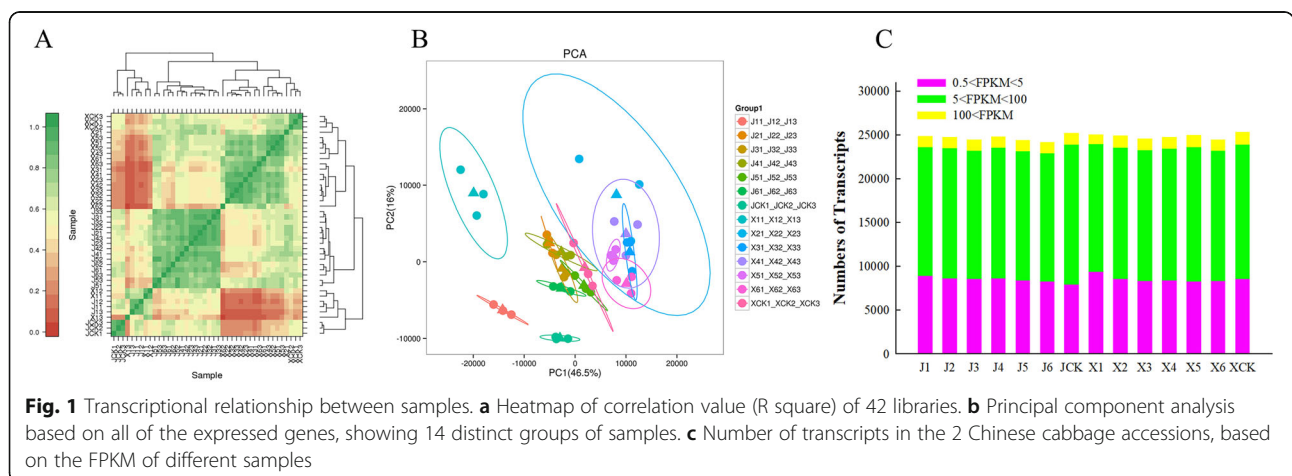 A
B
C
PCA
1.0
0.8
0.6
0.4
0.2
0.0
Sample
Sample
20000
10000
0
-10000
PC2(16%)
-20000 -10000 0 10000 20000
PC1(46.5%)
Group1
J11_J12_J13
J21_J22_J23
J31_J32_J33
J41_J42_J43
J51_J52_J53
J61_J62_J63
JCK1_JCK2_JCK3
X11_X12_X13
X21_X22_X23
X31_X32_X33
X41_X42_X43
X51_X52_X53
X61_X62_X63
XCK1_XCK2_XCK3
0.5<FPKM<5
5<FPKM<100
100<FPKM
30000
25000
20000
15000
10000
5000
0
Numbers of Transcripts
J1 J2 J3 J4 J5 J6 JCK X1 X2 X3 X4 X5 X6 XCK
Fig. 1 Transcriptional relationship between samples. a Heatmap of correlation value (R square) of 42 libraries. b Principal component analysis
based on all of the expressed genes, showing 14 distinct groups of samples. c Number of transcripts in the 2 Chinese cabbage accessions, based
on the FPKM of different samples